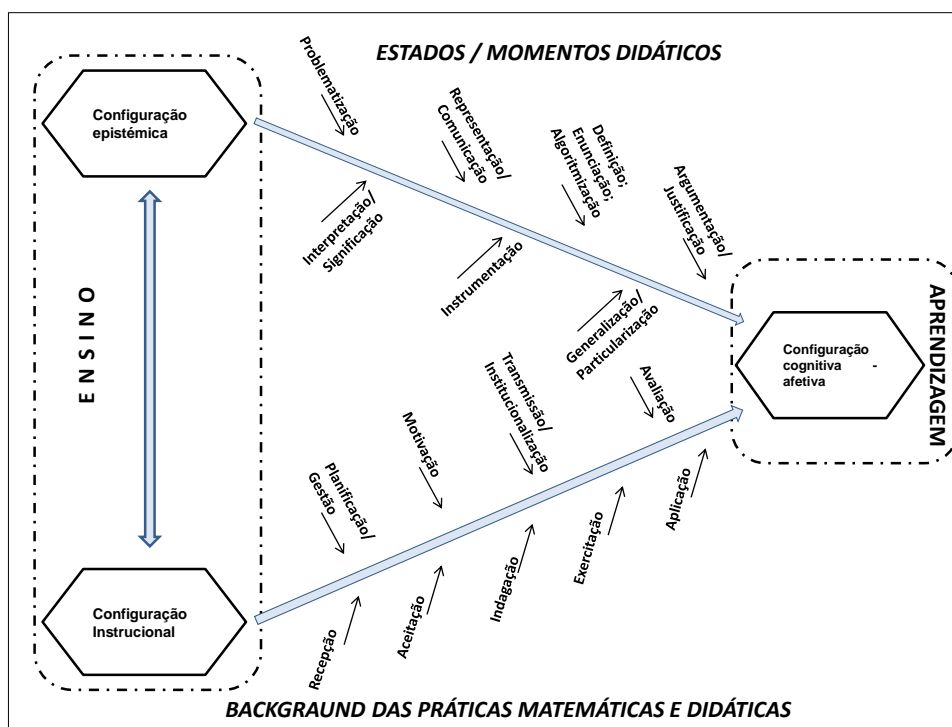 ESTADOS / MOMENTOS DIDÁTICOS
Configuração
epistémica
Problematização
Representação/
Comunicação
Definição;
Enunciação;
Algoritmização
Argumentação/
Justificação
Interpretação/
Significação
Instrumentação
Generalização/
Particularização
ENSINO
Configuração
cognitiva -
afetiva
APRENDIZAGEM
Planificação/
Gestão
Motivação
Transmissão/
Institucionalização
Avaliação
Recepção
Aceitação
Indagação
Exercitação
Aplicação
Configuração
Instrucional
BACKGRAUND DAS PRÁTICAS MATEMÁTICAS E DIDÁTICAS